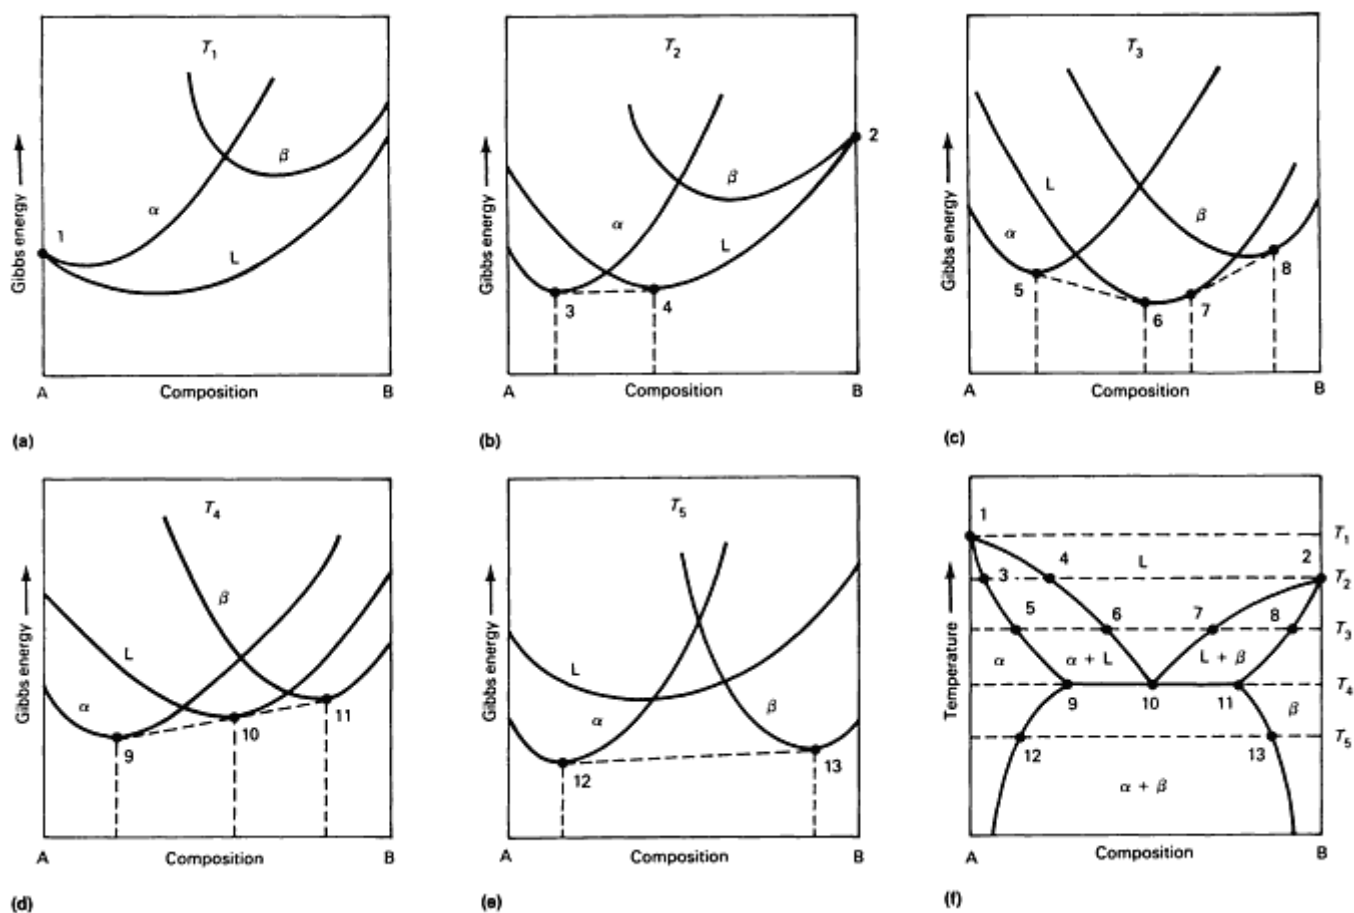 T1
1
β
α
L
Gibbs energy
A
Composition
B
(a)
T2
2
β
α
L
3
4
Gibbs energy
A
Composition
B
(b)
T3
L
β
α
5
6
7
8
Gibbs energy
A
Composition
B
(c)
T4
β
L
α
9
10
11
Gibbs energy
A
Composition
B
(d)
T5
L
α
β
12
13
Gibbs energy
A
Composition
B
(e)
1
T1
4
L
2
3
T2
5
6
7
8
T3
α
α + L
L + β
T4
9
10
11
β
T5
12
13
α + β
Temperature
A
Composition
B
(f)